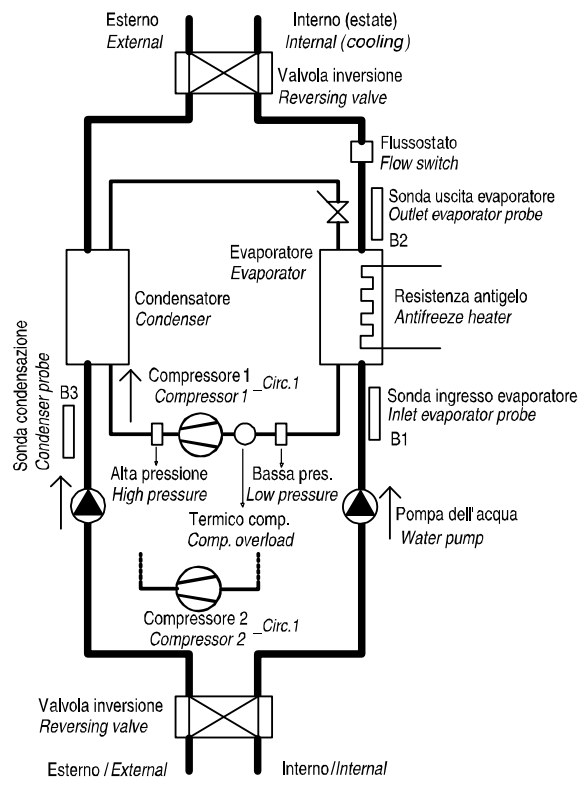 Esterno
External
Interno (estate)
Internal (cooling)
Valvola inversione
Reversing valve
Flussostato
Flow switch
Sonda uscita evaporatore
Outlet evaporator probe
B2
Evaporatore
Evaporator
Condensatore
Condenser
Resistenza antigelo
Antifreeze heater
Sonda condensazione
Condenser probe
B3
Compressore 1
Compressor 1 _Circ.1
Sonda ingresso evaporatore
Inlet evaporator probe
B1
Alta pressione
High pressure
Bassa pres.
Low pressure
Termico comp.
Comp. overload
Pompa dell'acqua
Water pump
Compressore 2
Compressor 2 _Circ.1
Valvola inversione
Reversing valve
Esterno / External
Interno/Internal